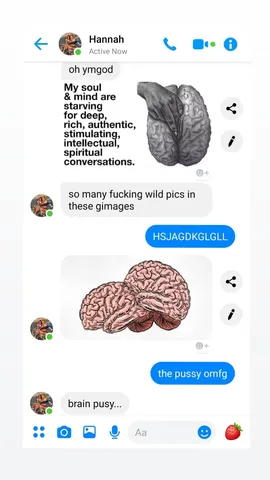 Hannah
Active Now
oh ymgod
My soul
& mind are
starving
for deep,
rich, authentic,
stimulating,
intellectual,
spiritual
conversations.
so many fucking wild pics in
these gimages
HSJAGDKGLGLL
the pussy omfg
brain pusy...
Aa